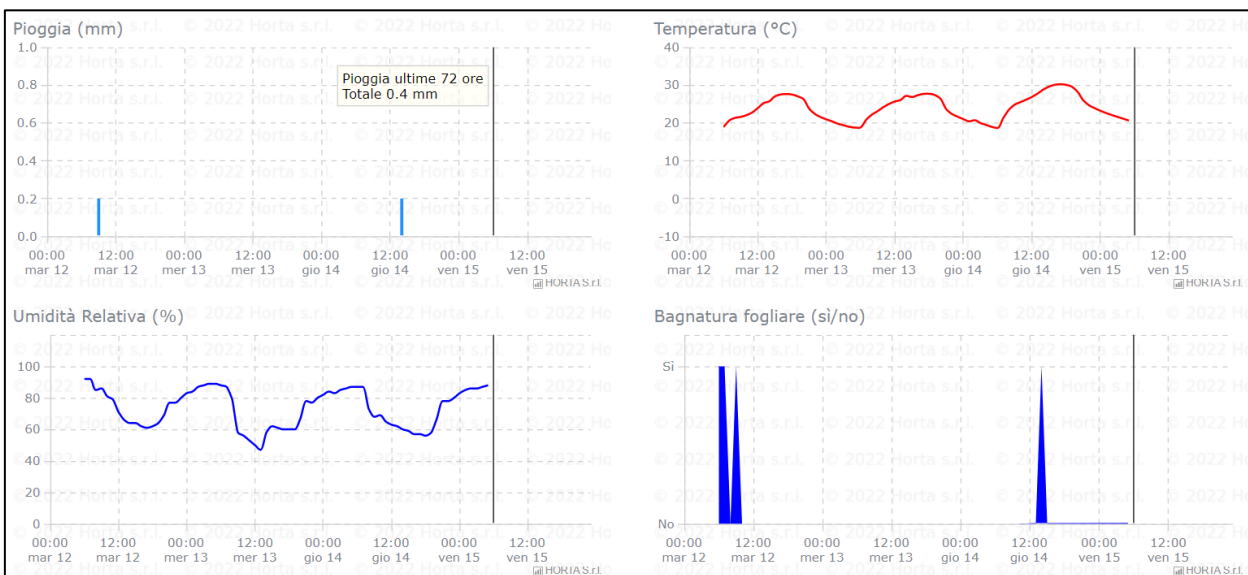 Pioggia (mm)
1.0
0.8
0.6
0.4
0.2
0.0
Pioggia ultime 72 ore
Totale 0.4 mm
00:00 12:00 00:00 12:00 00:00 12:00 00:00 12:00
mar 12 mar 12 mer 13 mer 13 gio 14 gio 14 ven 15 ven 15
HORTA S.r.l.
Temperatura (°C)
40
30
20
10
0
-10
00:00 12:00 00:00 12:00 00:00 12:00 00:00 12:00
mar 12 mar 12 mer 13 mer 13 gio 14 gio 14 ven 15 ven 15
HORTA S.r.l.
Umidità Relativa (%)
100
80
60
40
20
0
00:00 12:00 00:00 12:00 00:00 12:00 00:00 12:00
mar 12 mar 12 mer 13 mer 13 gio 14 gio 14 ven 15 ven 15
HORTA S.r.l.
Bagnatura fogliare (sì/no)
Sì
No
00:00 12:00 00:00 12:00 00:00 12:00 00:00 12:00
mar 12 mar 12 mer 13 mer 13 gio 14 gio 14 ven 15 ven 15
HORTA S.r.l.
© 2022 Horta s.r.l.